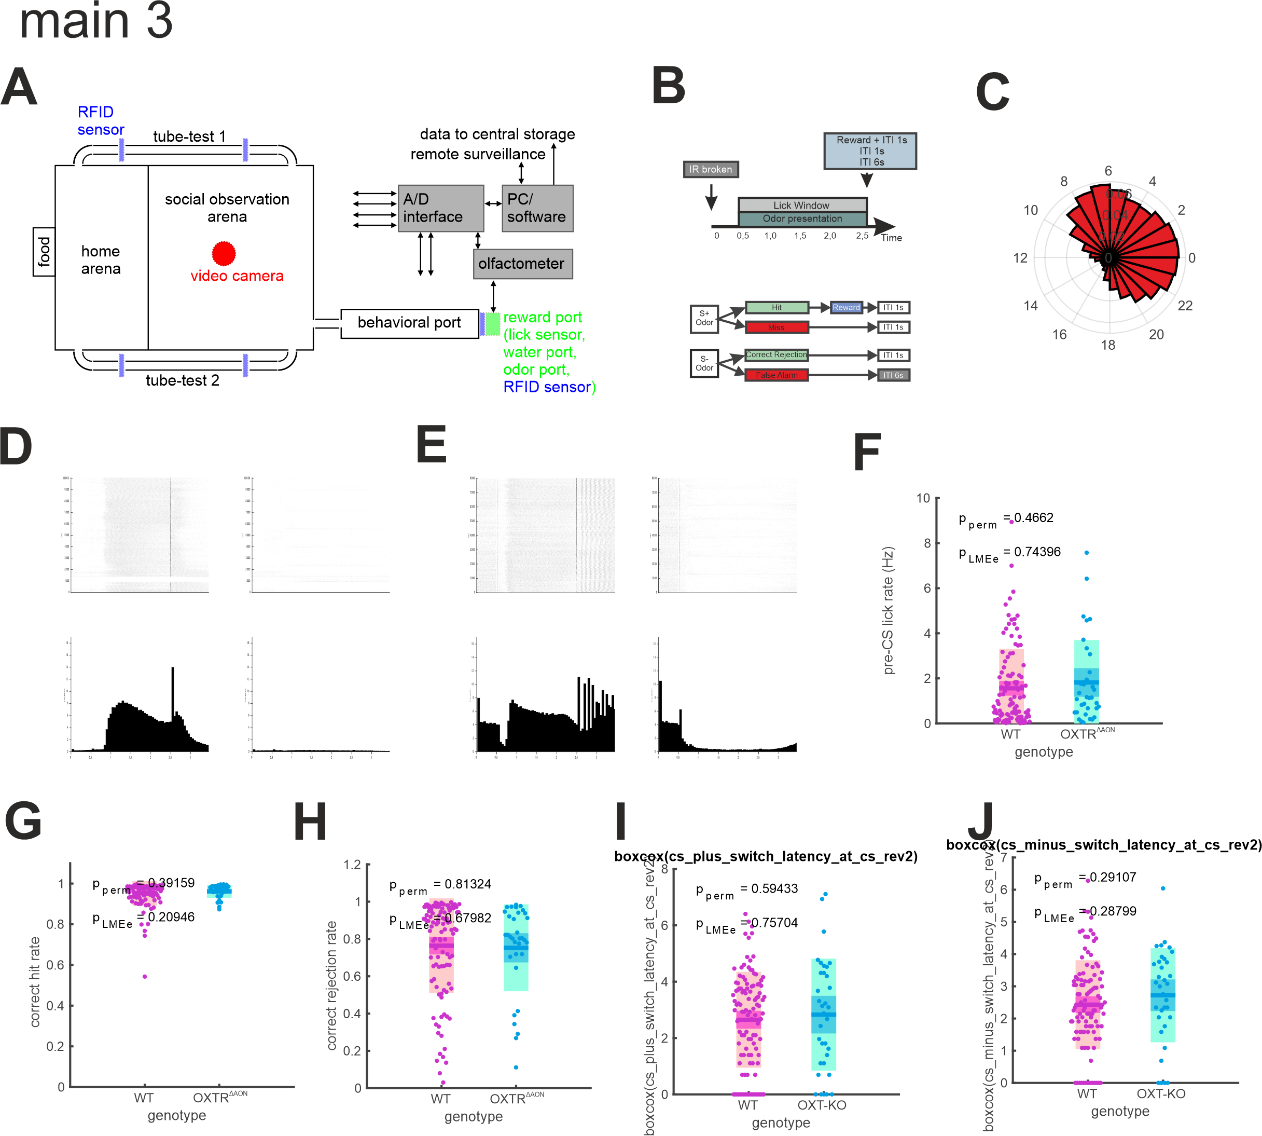 main 3
A
RFID
sensor
tube-test 1
data to central storage
remote surveillance
social observation
arena
A/D
interface
PC/
software
food
home
arena
video camera
olfactometer
behavioral port
reward port
(lick sensor,
water port,
odor port,
RFID sensor)
tube-test 2
B
Reward + ITI 1s
ITI 1s
ITI 6s
IR broken
Lick Window
Odor presentation
0 0,5 1,0 1,5 2,0 2,5 Time
S+
Odor
Hit
Reward
ITI 1s
Miss
ITI 1s
S-
Odor
Correct Rejection
ITI 1s
False Alarm
ITI 6s
C
6
8
4
10
2
12
0
0
14
22
16
20
18
D
E
F
10
8
6
4
2
0
pre-CS lick rate (Hz)
p perm = 0.4662
p LMEe = 0.74396
WT OXTR ΔAON
genotype
G
1
0.8
0.6
0.4
0.2
0
correct hit rate
p perm = 0.39159
p LMEe = 0.20946
WT OXTR ΔAON
genotype
H
1.2
1
0.8
0.6
0.4
0.2
0
correct rejection rate
p perm = 0.81324
p LMEe = 0.67982
WT OXTR ΔAON
genotype
I
boxcox(cs_plus_switch_latency_at_cs_rev2)
8
6
4
2
0
boxcox(cs_plus_switch_latency_at_cs_rev2)
p perm = 0.59433
p LMEe = 0.75704
WT OXT-KO
genotype
J
boxcox(cs_minus_switch_latency_at_cs_rev2)
7
6
5
4
3
2
1
0
boxcox(cs_minus_switch_latency_at_cs_rev2)
p perm = 0.29107
p LMEe = 0.28799
WT OXT-KO
genotype